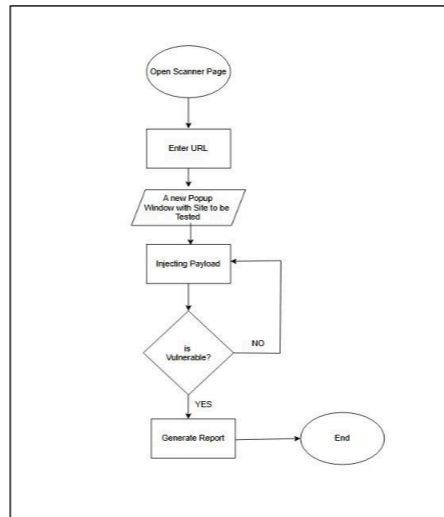 Open Scanner Page
Enter URL
A new Popup
Window with Site to be
Tested
Injecting Payload
is
Vulnerable?
NO
YES
Generate Report
End